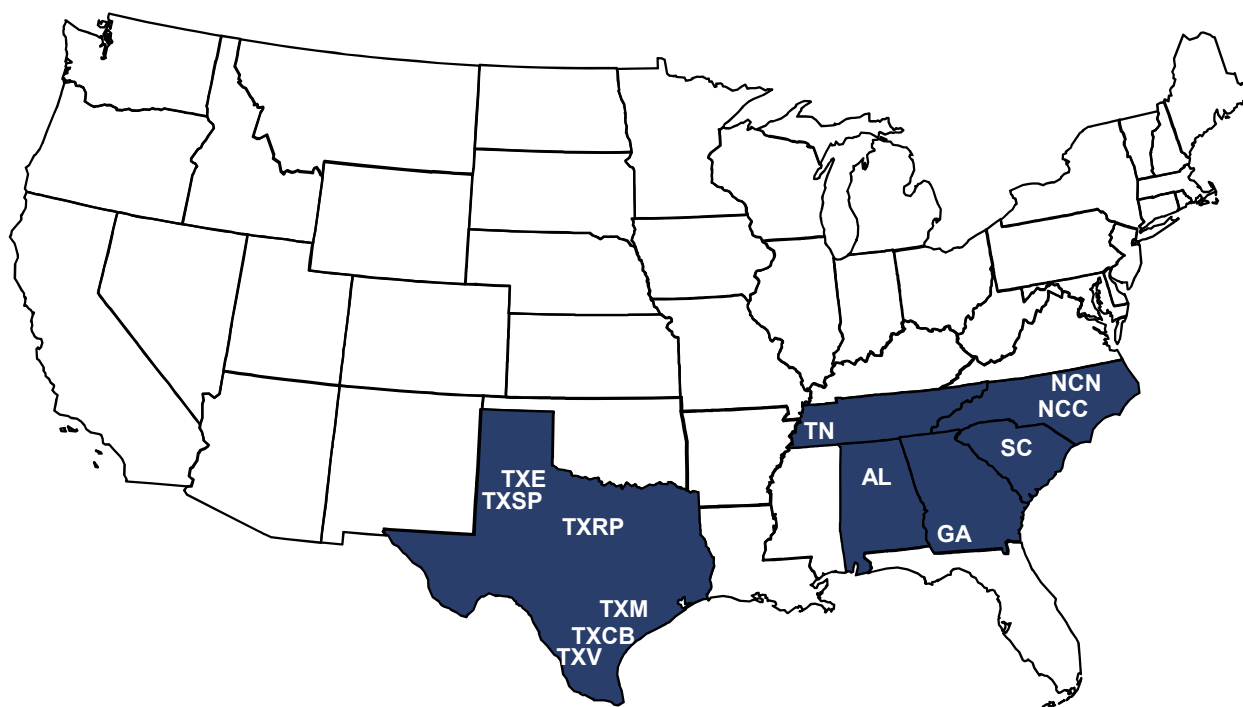 NCN
NCC
TN
SC
AL
TXE
TXSP
TXRP
GA
TXM
TXCB
TXV